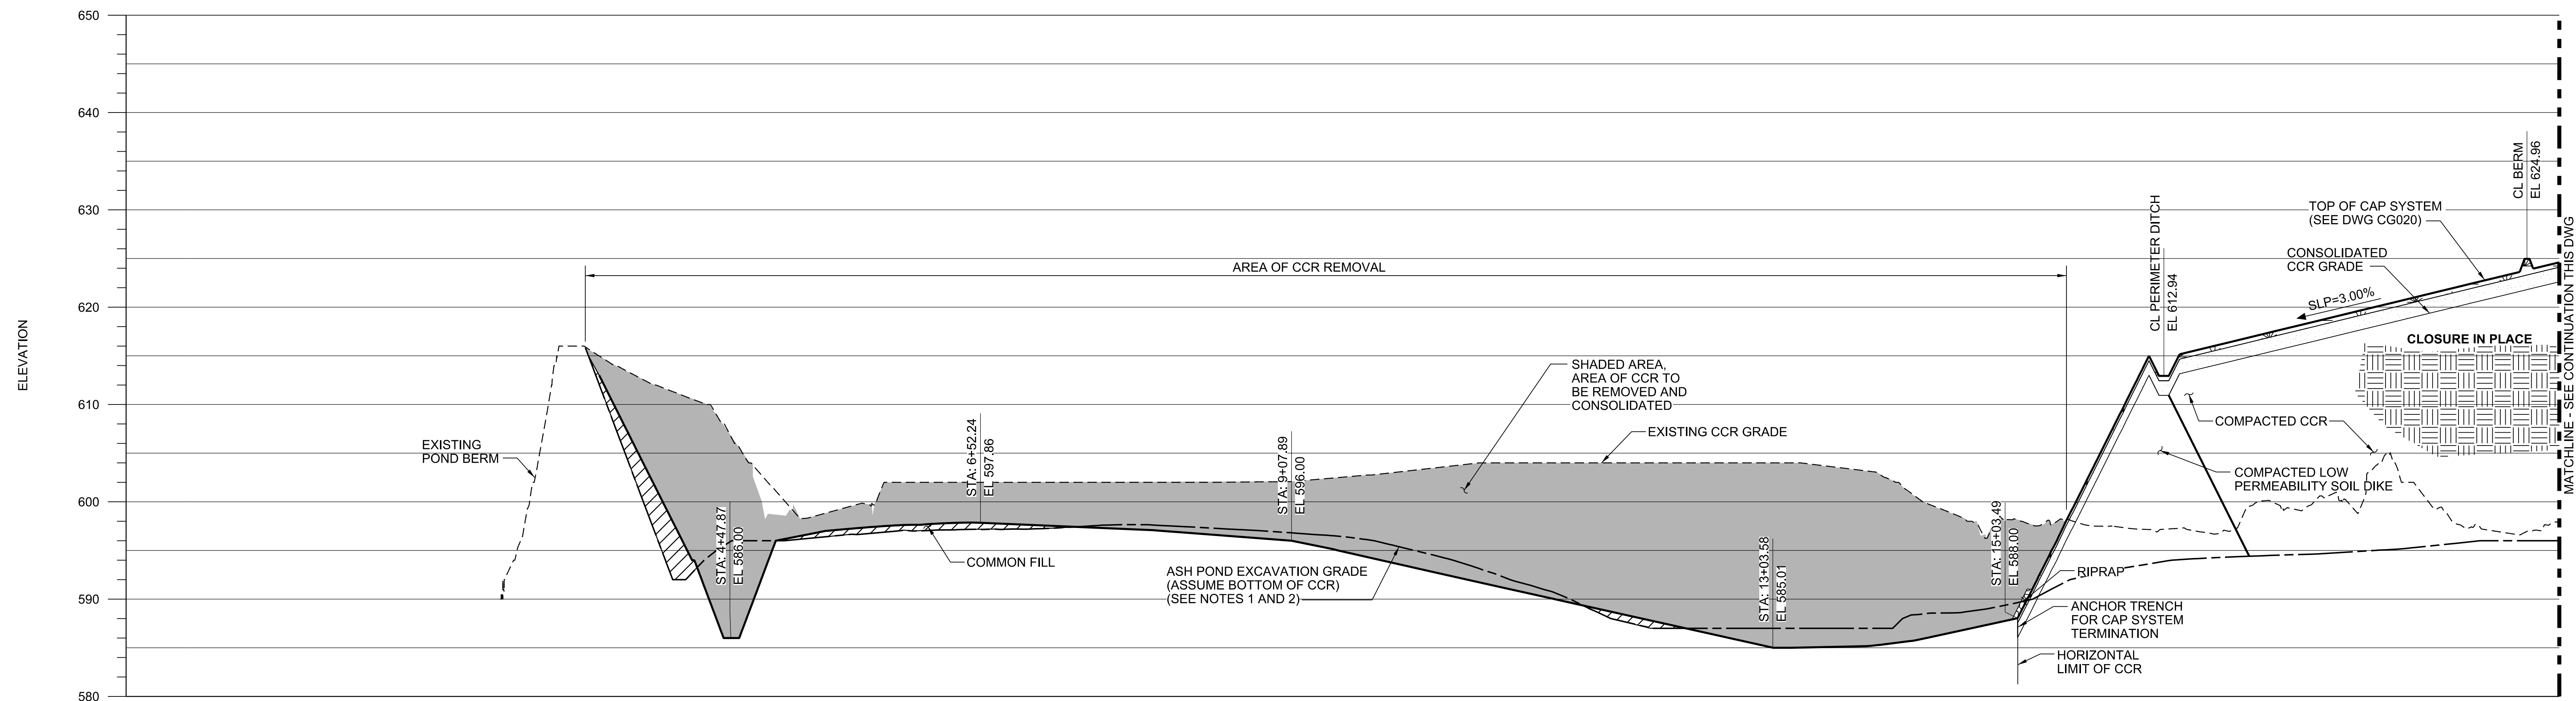 650
640
630
620
610
600
590
580
ELEVATION
EXISTING
POND BERM
AREA OF CCR REMOVAL
STA: 4+47.87
EL 586.00
STA: 6+52.24
EL 597.86
COMMON FILL
STA: 9+07.89
EL 596.00
ASH POND EXCAVATION GRADE
(ASSUME BOTTOM OF CCR)
(SEE NOTES 1 AND 2)
SHADED AREA,
AREA OF CCR TO
BE REMOVED AND
CONSOLIDATED
EXISTING CCR GRADE
STA: 13+03.58
EL 585.01
STA: 15+03.49
EL 588.00
RIPRAP
ANCHOR TRENCH
FOR CAP SYSTEM
TERMINATION
HORIZONTAL
LIMIT OF CCR
CL PERIMETER DITCH
EL 612.94
SLP=3.00%
TOP OF CAP SYSTEM
(SEE DWG CG020)
CONSOLIDATED
CCR GRADE
CL BERM
EL 624.96
CLOSURE IN PLACE
COMPACTED CCR
COMPACTED LOW
PERMEABILITY SOIL DIKE
MATCHLINE - SEE CONTINUATION THIS DWG